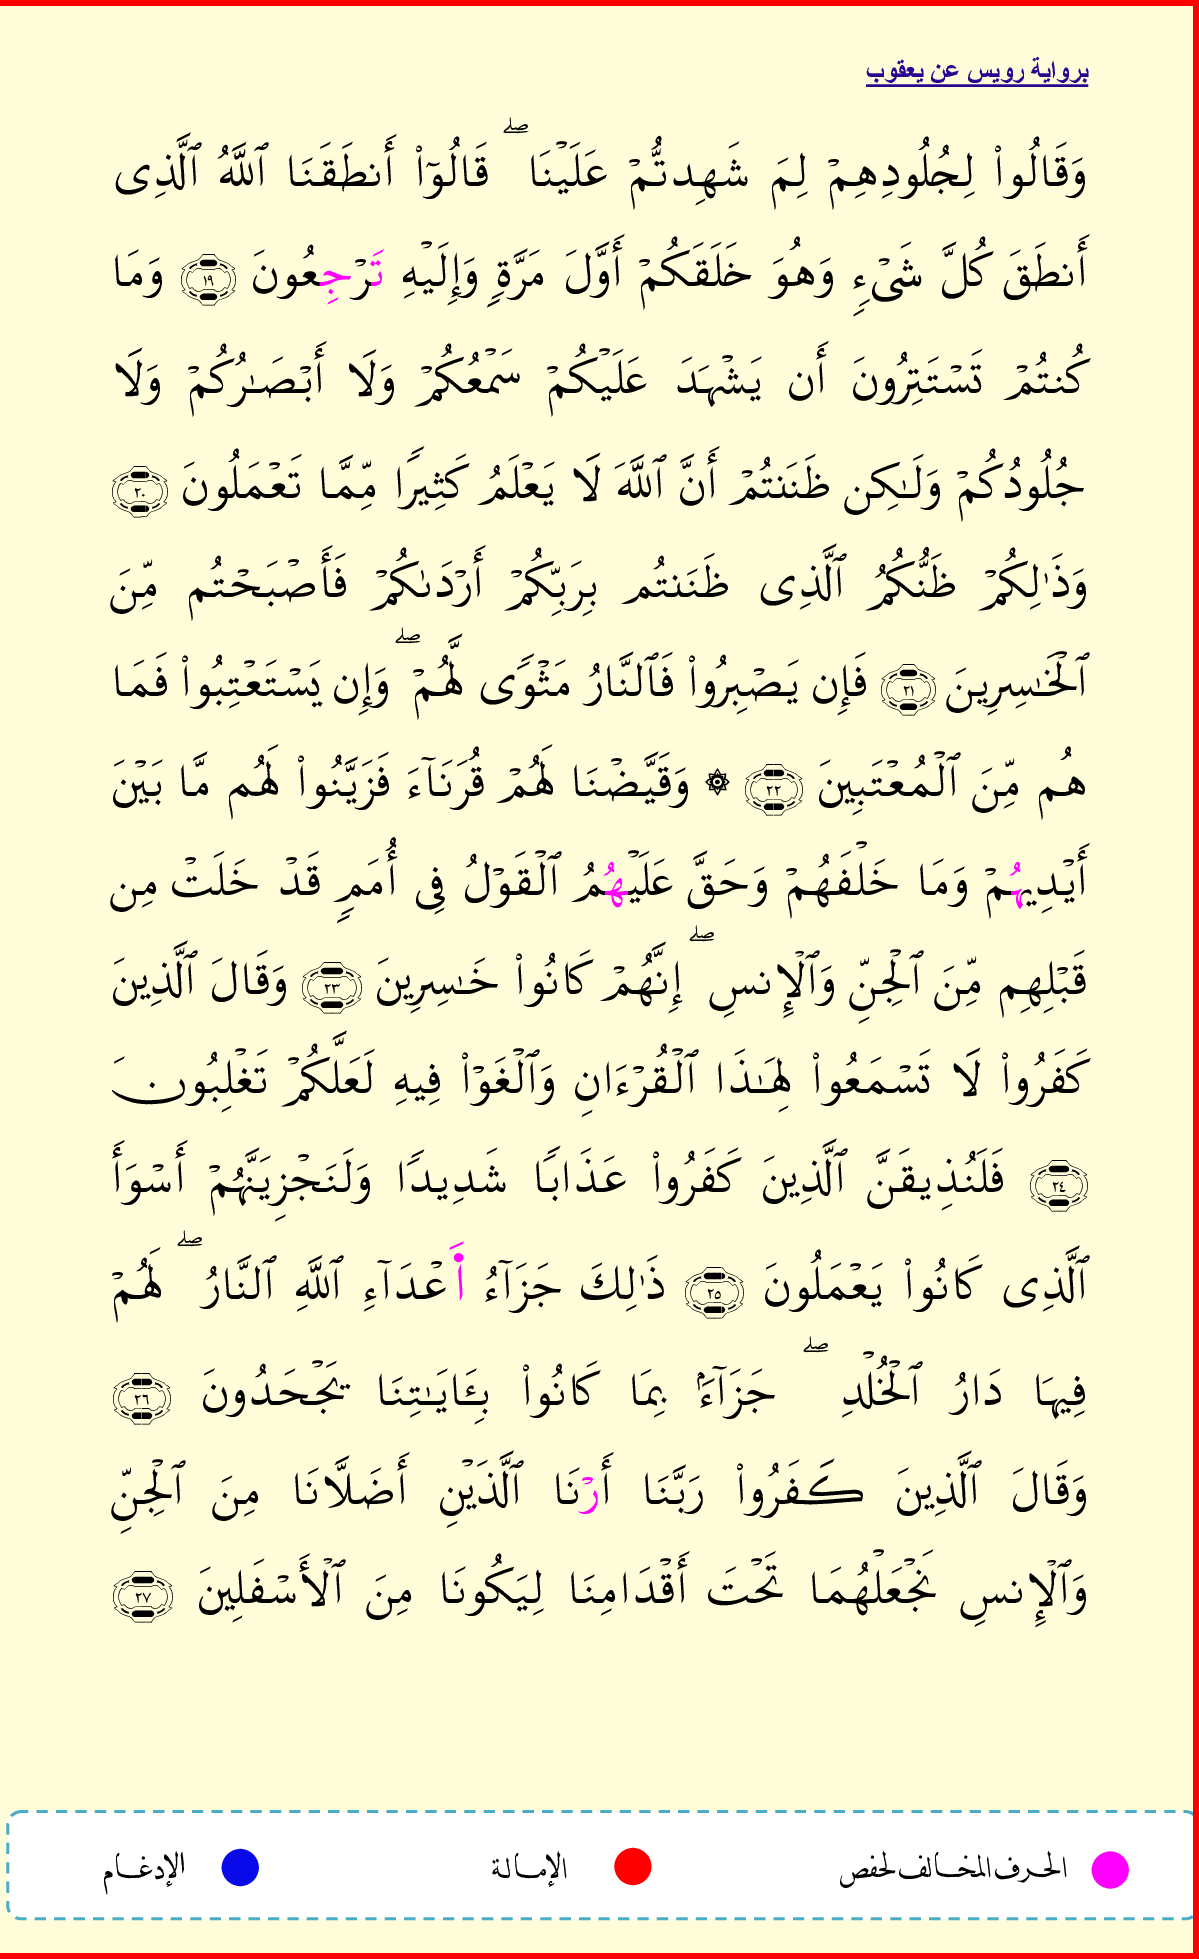 برواية رويس عن يعقوب
وَقَالُوا۟ لِجُلُودِهِمۡ لِمَ شَهِدتُّمۡ عَلَيۡنَاۖ قَالُوٓا۟ أَنطَقَنَا ٱللَّهُ ٱلَّذِى
أَنطَقَ كُلَّ شَىۡءٍ وَهُوَ خَلَقَكُمۡ أَوَّلَ مَرَّةٍ وَإِلَيۡهِ تَرۡجِعُونَ ١٩ وَمَا
كُنتُمۡ تَسۡتَتِرُونَ أَن يَشۡهَدَ عَلَيۡكُمۡ سَمۡعُكُمۡ وَلَا أَبۡصَـٰرُكُمۡ وَلَا
جُلُودُكُمۡ وَلَـٰكِن ظَنَنتُمۡ أَنَّ ٱللَّهَ لَا يَعۡلَمُ كَثِيرًا مِّمَّا تَعۡمَلُونَ ٢٠
وَذَٰلِكُمۡ ظَنُّكُمُ ٱلَّذِى ظَنَنتُم بِرَبِّكُمۡ أَرۡدَىٰكُمۡ فَأَصۡبَحۡتُم مِّنَ
ٱلۡخَـٰسِرِينَ ٢١ فَإِن يَصۡبِرُوا۟ فَٱلنَّارُ مَثۡوًى لَّهُمۡۖ وَإِن يَسۡتَعۡتِبُوا۟ فَمَا
هُم مِّنَ ٱلۡمُعۡتَبِينَ ٢٢ ۞ وَقَيَّضۡنَا لَهُمۡ قُرَنَآءَ فَزَيَّنُوا۟ لَهُم مَّا بَيۡنَ
أَيۡدِيهُمۡ وَمَا خَلۡفَهُمۡ وَحَقَّ عَلَيۡهُمُ ٱلۡقَوۡلُ فِى أُمَمٍ قَدۡ خَلَتۡ مِن
قَبۡلِهِم مِّنَ ٱلۡجِنِّ وَٱلۡإِنسِۖ إِنَّهُمۡ كَانُوا۟ خَـٰسِرِينَ ٢٣ وَقَالَ ٱلَّذِينَ
كَفَرُوا۟ لَا تَسۡمَعُوا۟ لِهَـٰذَا ٱلۡقُرۡءَانِ وَٱلۡغَوۡا۟ فِيهِ لَعَلَّكُمۡ تَغۡلِبُونَ
٢٤ فَلَنُذِيقَنَّ ٱلَّذِينَ كَفَرُوا۟ عَذَابًا شَدِيدًا وَلَنَجۡزِيَنَّهُمۡ أَسۡوَأَ
ٱلَّذِى كَانُوا۟ يَعۡمَلُونَ ٢٥ ذَٰلِكَ جَزَآءُ اَ۬عۡدَآءِ ٱللَّهِ ٱلنَّارُۖ لَهُمۡ
فِيهَا دَارُ ٱلۡخُلۡدِۖ جَزَآءَۢ بِمَا كَانُوا۟ بِـَٔايَـٰتِنَا يَجۡحَدُونَ ٢٦
وَقَالَ ٱلَّذِينَ كَفَرُوا۟ رَبَّنَا أَرۡنَا ٱلَّذَيۡنِ أَضَلَّانَا مِنَ ٱلۡجِنِّ
وَٱلۡإِنسِ نَجۡعَلۡهُمَا تَحۡتَ أَقۡدَامِنَا لِيَكُونَا مِنَ ٱلۡأَسۡفَلِينَ ٢٧
الحرف المخالف لحفص الإمالة الإدغام